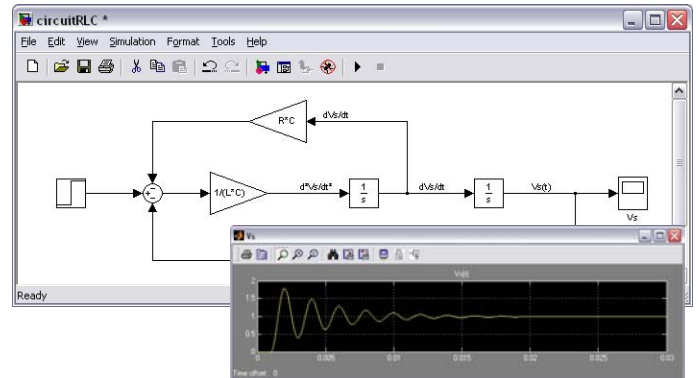 circuitRLC *
File Edit View Simulation Format Tools Help
R*C
dVs/dt
1/(L*C)
d²Vs/dt²
1
s
dVs/dt
1
s
Vs(t)
Vs
Ready
Vs
Vs(t)
2
1.5
1
0.5
0
0 0.005 0.01 0.015 0.02 0.025 0.03
Time offset: 0